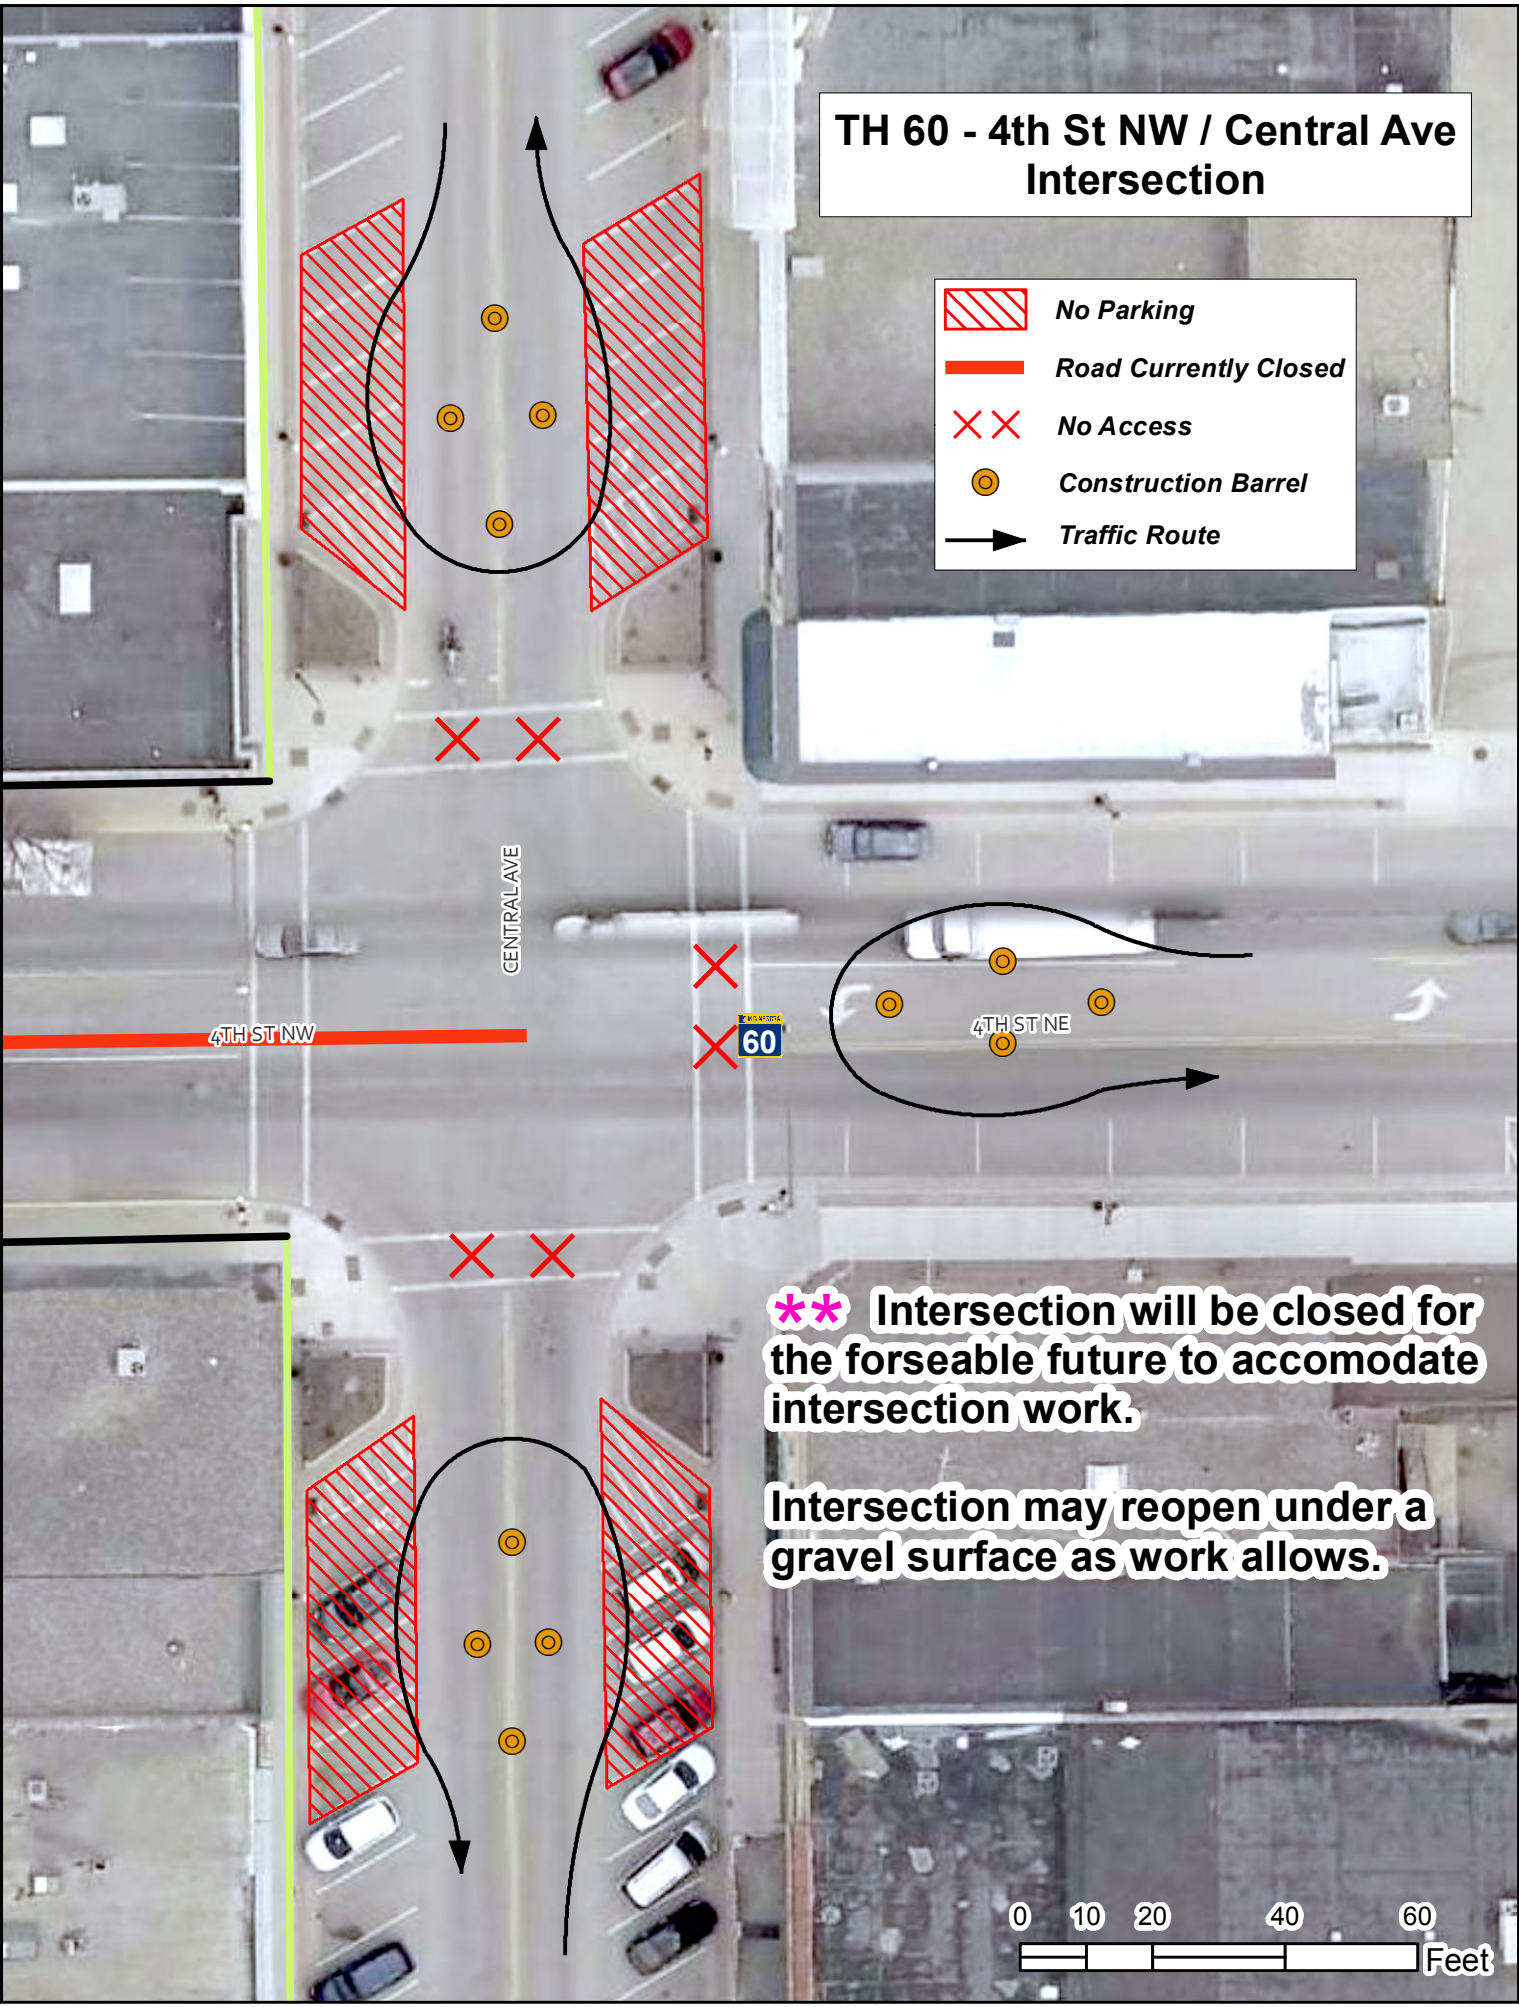 TH 60 - 4th St NW / Central Ave
Intersection
No Parking
Road Currently Closed
No Access
Construction Barrel
Traffic Route
CENTRAL AVE
4TH ST NW
MINNESOTA
60
4TH ST NE
** Intersection will be closed for
the forseable future to accomodate
intersection work.
Intersection may reopen under a
gravel surface as work allows.
0 10 20 40 60
Feet